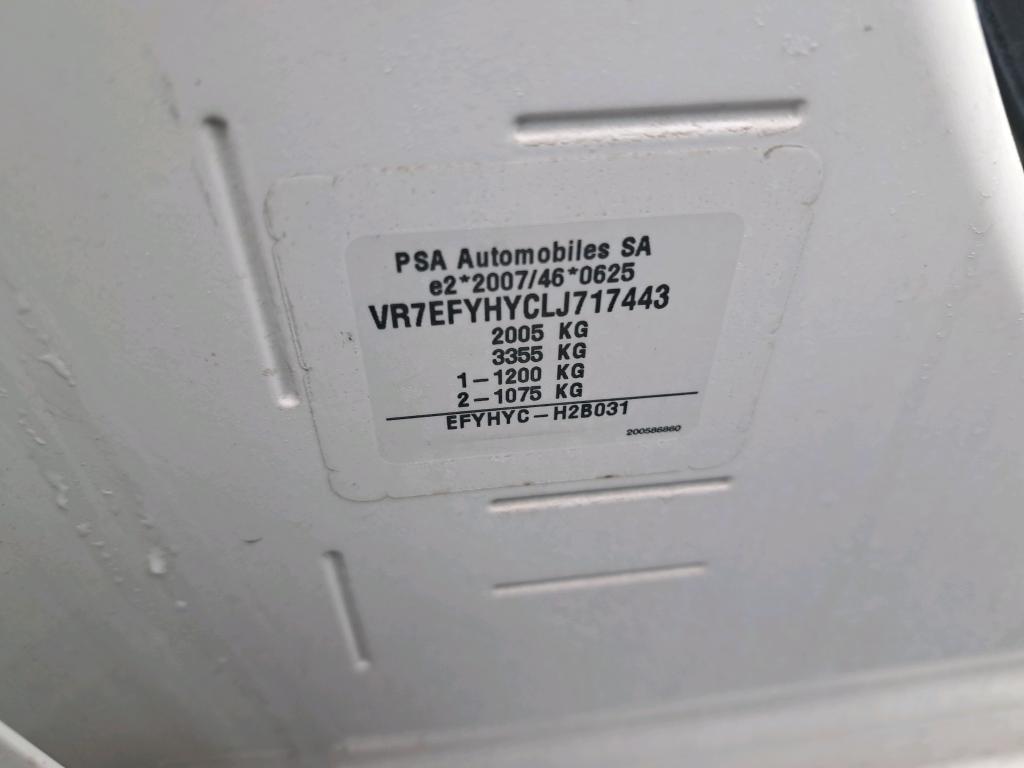 PSA Automobiles SA
e2*2007/46*0625
VR7EFYHYCLJ717443
2005 KG
3355 KG
1-1200 KG
2-1075 KG
EFYHYC-H2B031
200586860